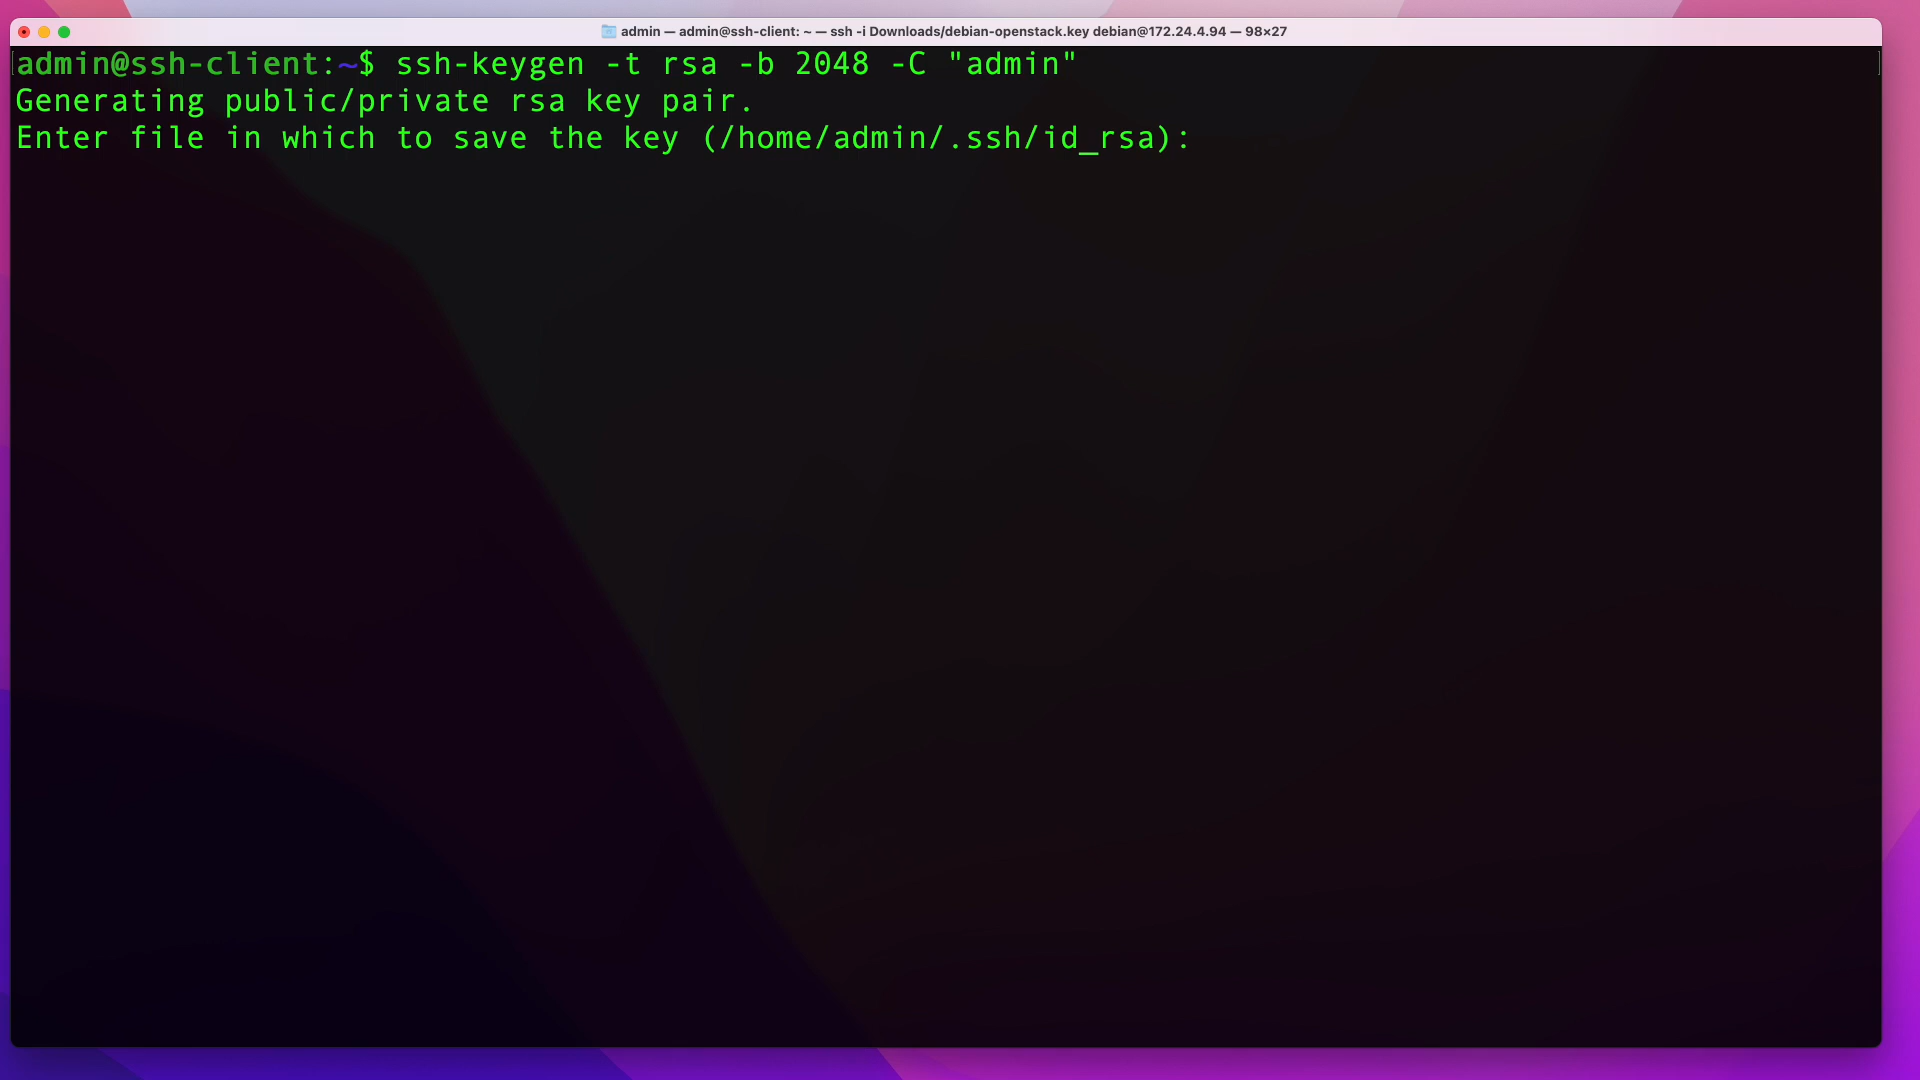 admin — admin@ssh-client: ~ — ssh -i Downloads/debian-openstack.key debian@172.24.4.94 — 98×27
admin@ssh-client:~$ ssh-keygen -t rsa -b 2048 -C "admin"
Generating public/private rsa key pair.
Enter file in which to save the key (/home/admin/.ssh/id_rsa):